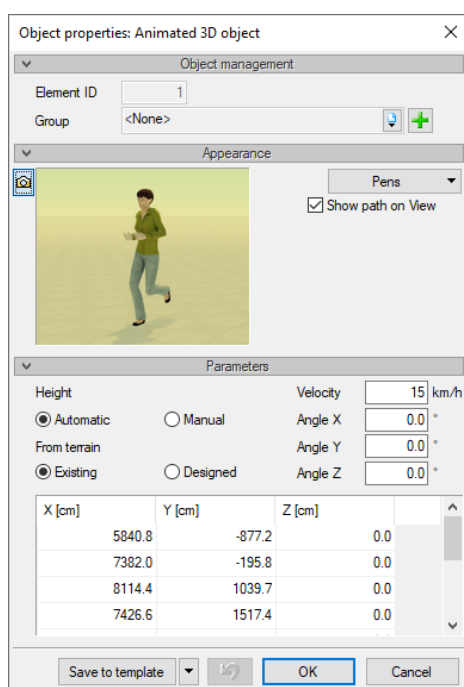 Object properties: Animated 3D object
Object management
Element ID 1
Group <None>
Appearance
Pens
Show path on View
Parameters
Height Velocity 15 km/h
Automatic Manual Angle X 0.0 °
From terrain Angle Y 0.0 °
Existing Designed Angle Z 0.0 °
X [cm] Y [cm] Z [cm]
5840.8 -877.2 0.0
7382.0 -195.8 0.0
8114.4 1039.7 0.0
7426.6 1517.4 0.0
Save to template OK Cancel